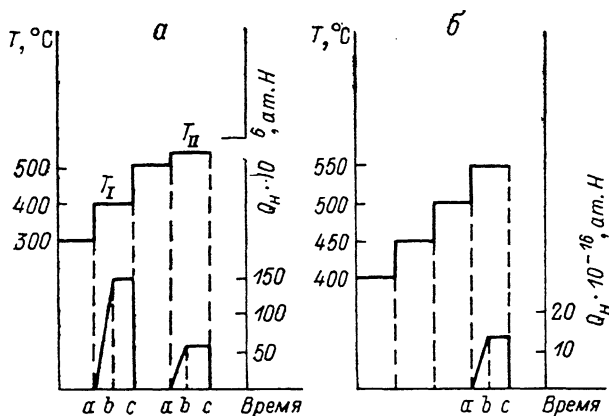 а
T, °C
500
400
300
T_I
T_II
6, ат. Н
Q_H · 10
150
100
50
a b c a b c Время
б
T, °C
550
500
450
400
Q_H · 10^-16, ат. Н
20
10
a b c Время